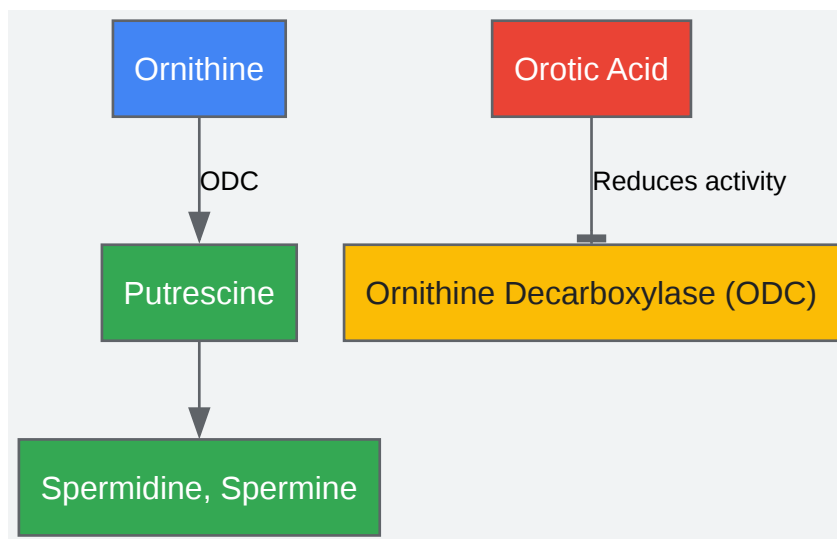 Ornithine
Orotic Acid
ODC
Reduces activity
Putrescine
Ornithine Decarboxylase (ODC)
Spermidine, Spermine